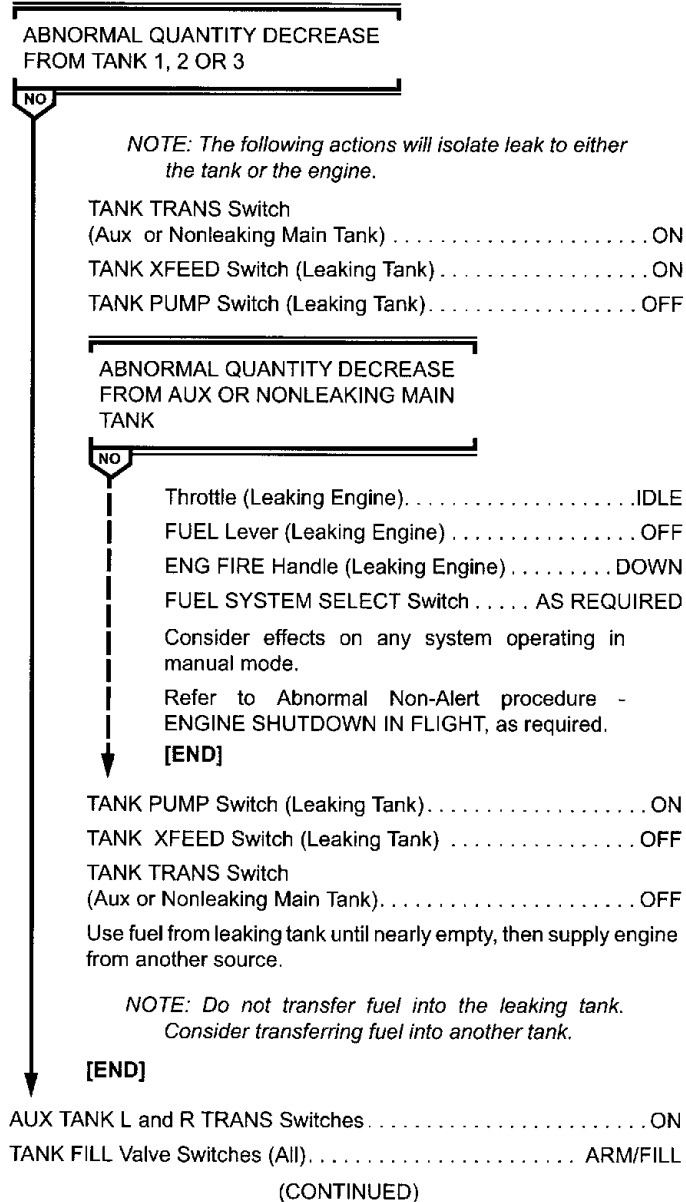 ABNORMAL QUANTITY DECREASE
FROM TANK 1, 2 OR 3
NO
NOTE: The following actions will isolate leak to either
the tank or the engine.
TANK TRANS Switch
(Aux or Nonleaking Main Tank) . . . . . . . . . . . . . . . . . . . . . . . ON
TANK XFEED Switch (Leaking Tank) . . . . . . . . . . . . . . . . . . ON
TANK PUMP Switch (Leaking Tank). . . . . . . . . . . . . . . . . . OFF
ABNORMAL QUANTITY DECREASE
FROM AUX OR NONLEAKING MAIN
TANK
NO
Throttle (Leaking Engine). . . . . . . . . . . . . . . . . . . . .IDLE
FUEL Lever (Leaking Engine) . . . . . . . . . . . . . . . . OFF
ENG FIRE Handle (Leaking Engine) . . . . . . . . . DOWN
FUEL SYSTEM SELECT Switch . . . . . AS REQUIRED
Consider effects on any system operating in
manual mode.
Refer to Abnormal Non-Alert procedure -
ENGINE SHUTDOWN IN FLIGHT, as required.
[END]
TANK PUMP Switch (Leaking Tank). . . . . . . . . . . . . . . . . . . ON
TANK XFEED Switch (Leaking Tank) . . . . . . . . . . . . . . . . OFF
TANK TRANS Switch
(Aux or Nonleaking Main Tank). . . . . . . . . . . . . . . . . . . . . . OFF
Use fuel from leaking tank until nearly empty, then supply engine
from another source.
NOTE: Do not transfer fuel into the leaking tank.
Consider transferring fuel into another tank.
[END]
AUX TANK L and R TRANS Switches. . . . . . . . . . . . . . . . . . . . . . . . ON
TANK FILL Valve Switches (All). . . . . . . . . . . . . . . . . . . . . . . ARM/FILL
(CONTINUED)